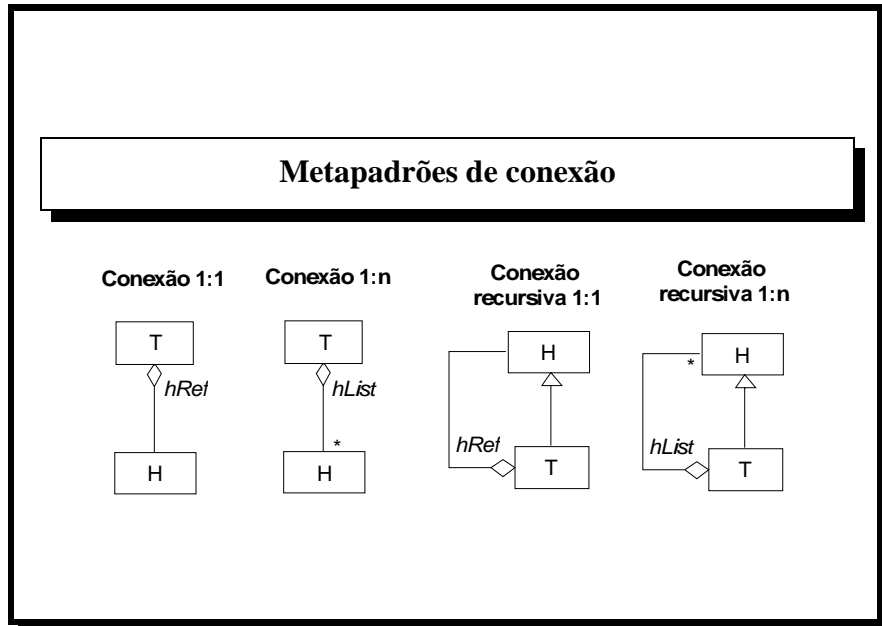 Metapadrões de conexão
Conexão 1:1
T
hRef
H
Conexão 1:n
T
hList
*
H
Conexão
recursiva 1:1
H
hRef
T
Conexão
recursiva 1:n
*
H
hList
T